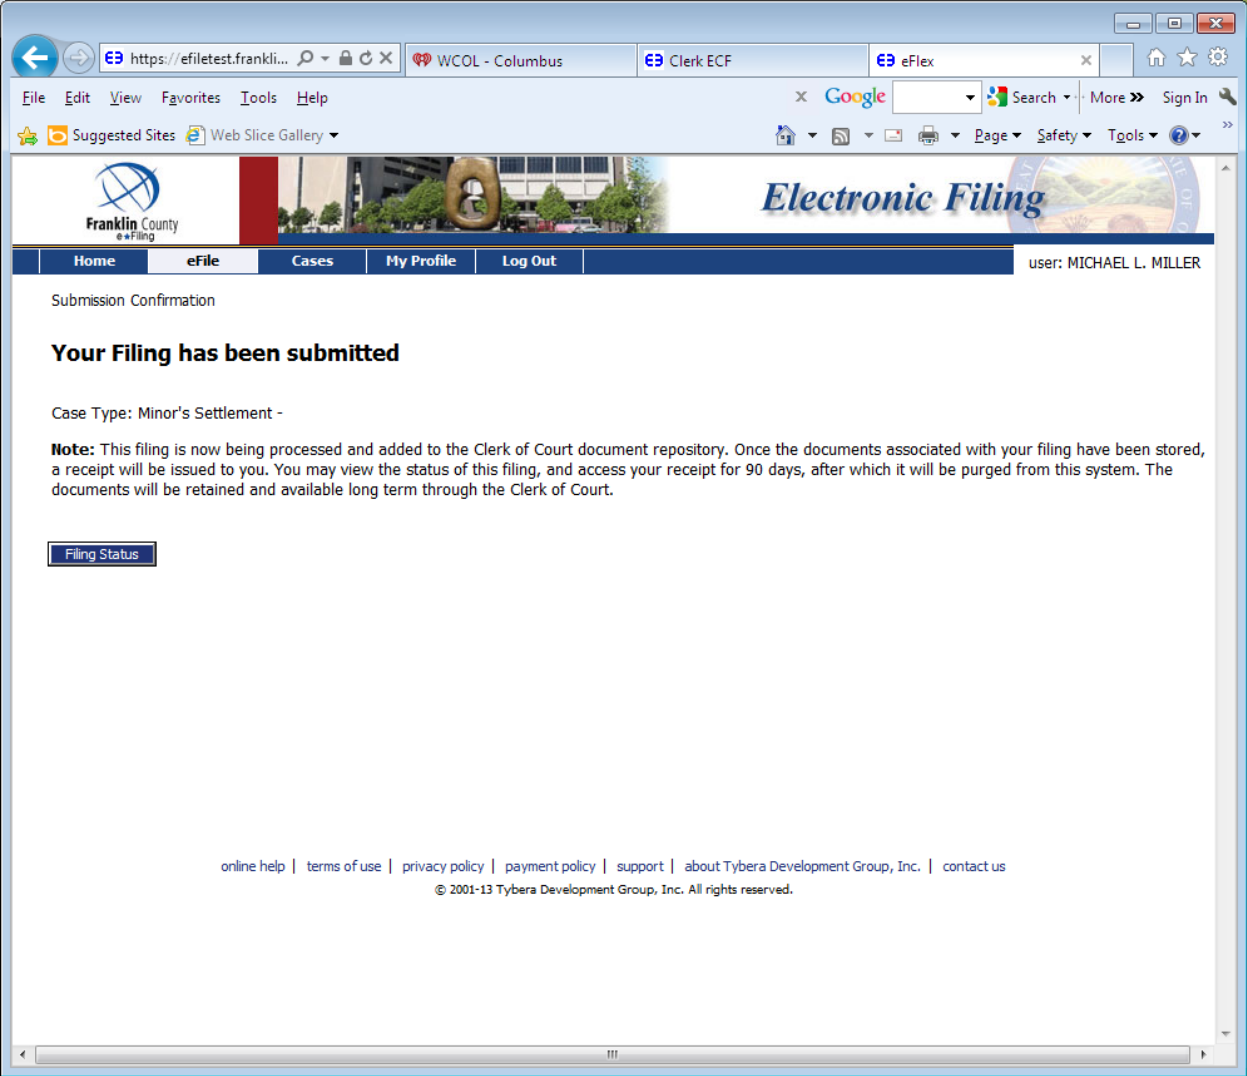 https://efiletest.frankli...
WCOL - Columbus
Clerk ECF
eFlex
File Edit View Favorites Tools Help
x Google Search More » Sign In
Suggested Sites Web Slice Gallery
Page Safety Tools »
Franklin County
e★Filing
Electronic Filing
Home eFile Cases My Profile Log Out
user: MICHAEL L. MILLER
Submission Confirmation
Your Filing has been submitted
Case Type: Minor's Settlement -
Note: This filing is now being processed and added to the Clerk of Court document repository. Once the documents associated with your filing have been stored,
a receipt will be issued to you. You may view the status of this filing, and access your receipt for 90 days, after which it will be purged from this system. The
documents will be retained and available long term through the Clerk of Court.
Filing Status
online help | terms of use | privacy policy | payment policy | support | about Tybera Development Group, Inc. | contact us
© 2001-13 Tybera Development Group, Inc. All rights reserved.